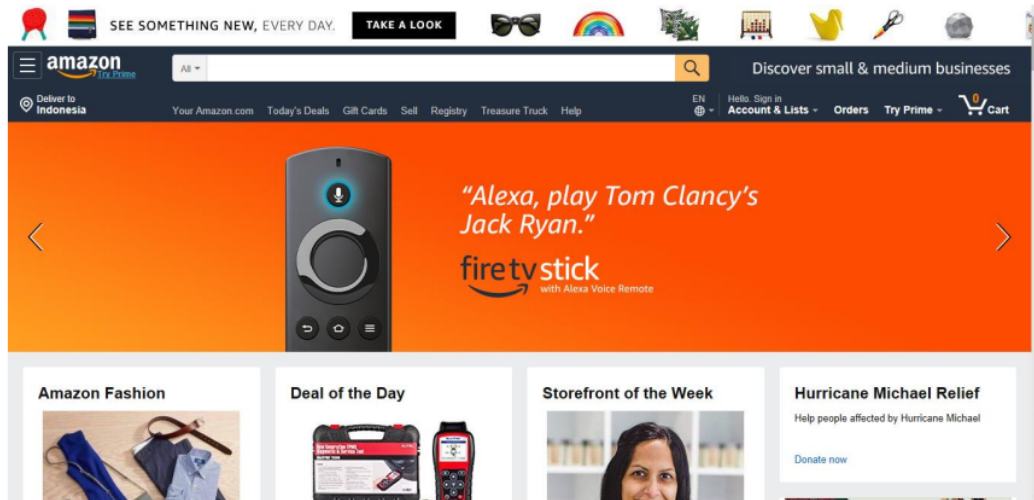 SEE SOMETHING NEW, EVERY DAY.
TAKE A LOOK
amazon
Try Prime
All
Discover small & medium businesses
Deliver to
Indonesia
Your Amazon.com Today's Deals Gift Cards Sell Registry Treasure Truck Help
EN
Hello. Sign in
Account & Lists Orders Try Prime 0 Cart
“Alexa, play Tom Clancy’s
Jack Ryan.”
fire tv stick
with Alexa Voice Remote
Amazon Fashion
Deal of the Day
Storefront of the Week
Hurricane Michael Relief
Help people affected by Hurricane Michael
Donate now